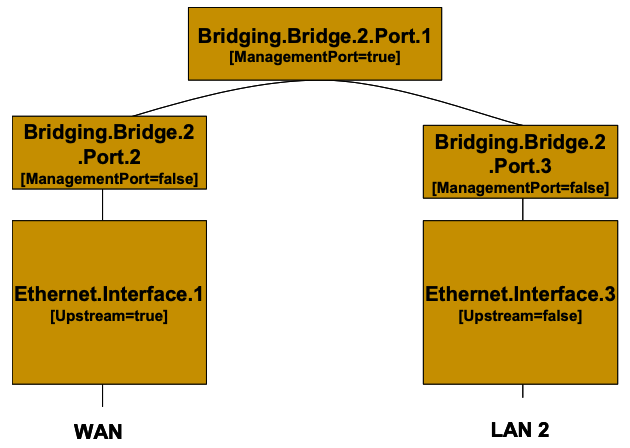 Bridging.Bridge.2.Port.1
[ManagementPort=true]
Bridging.Bridge.2
.Port.2
[ManagementPort=false]
Bridging.Bridge.2
.Port.3
[ManagementPort=false]
Ethernet.Interface.1
[Upstream=true]
Ethernet.Interface.3
[Upstream=false]
WAN
LAN 2